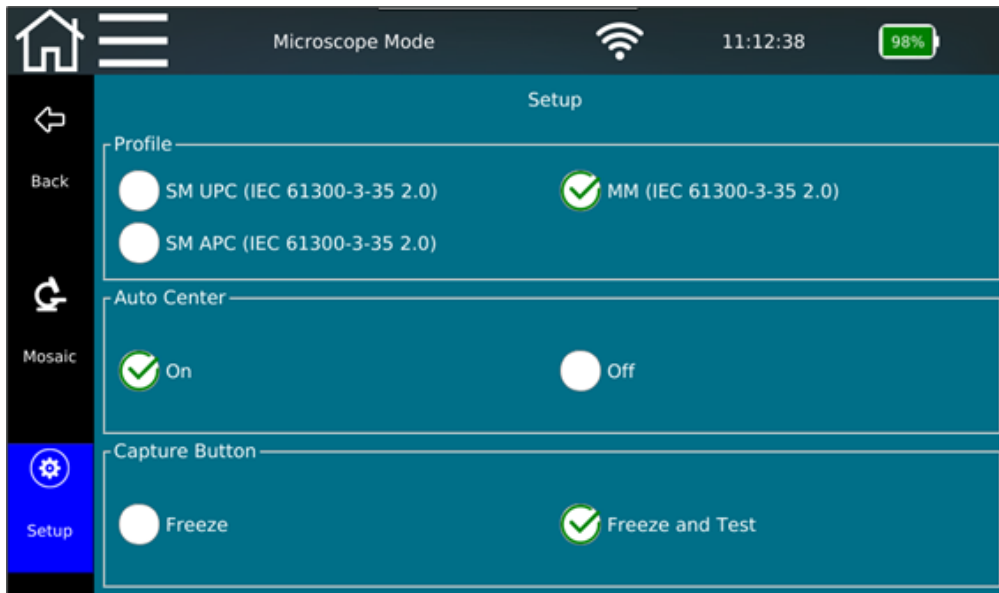 Microscope Mode 11:12:38 98%
Setup
Back
Profile
SM UPC (IEC 61300-3-35 2.0) MM (IEC 61300-3-35 2.0)
SM APC (IEC 61300-3-35 2.0)
Mosaic
Auto Center
On Off
Setup
Capture Button
Freeze Freeze and Test